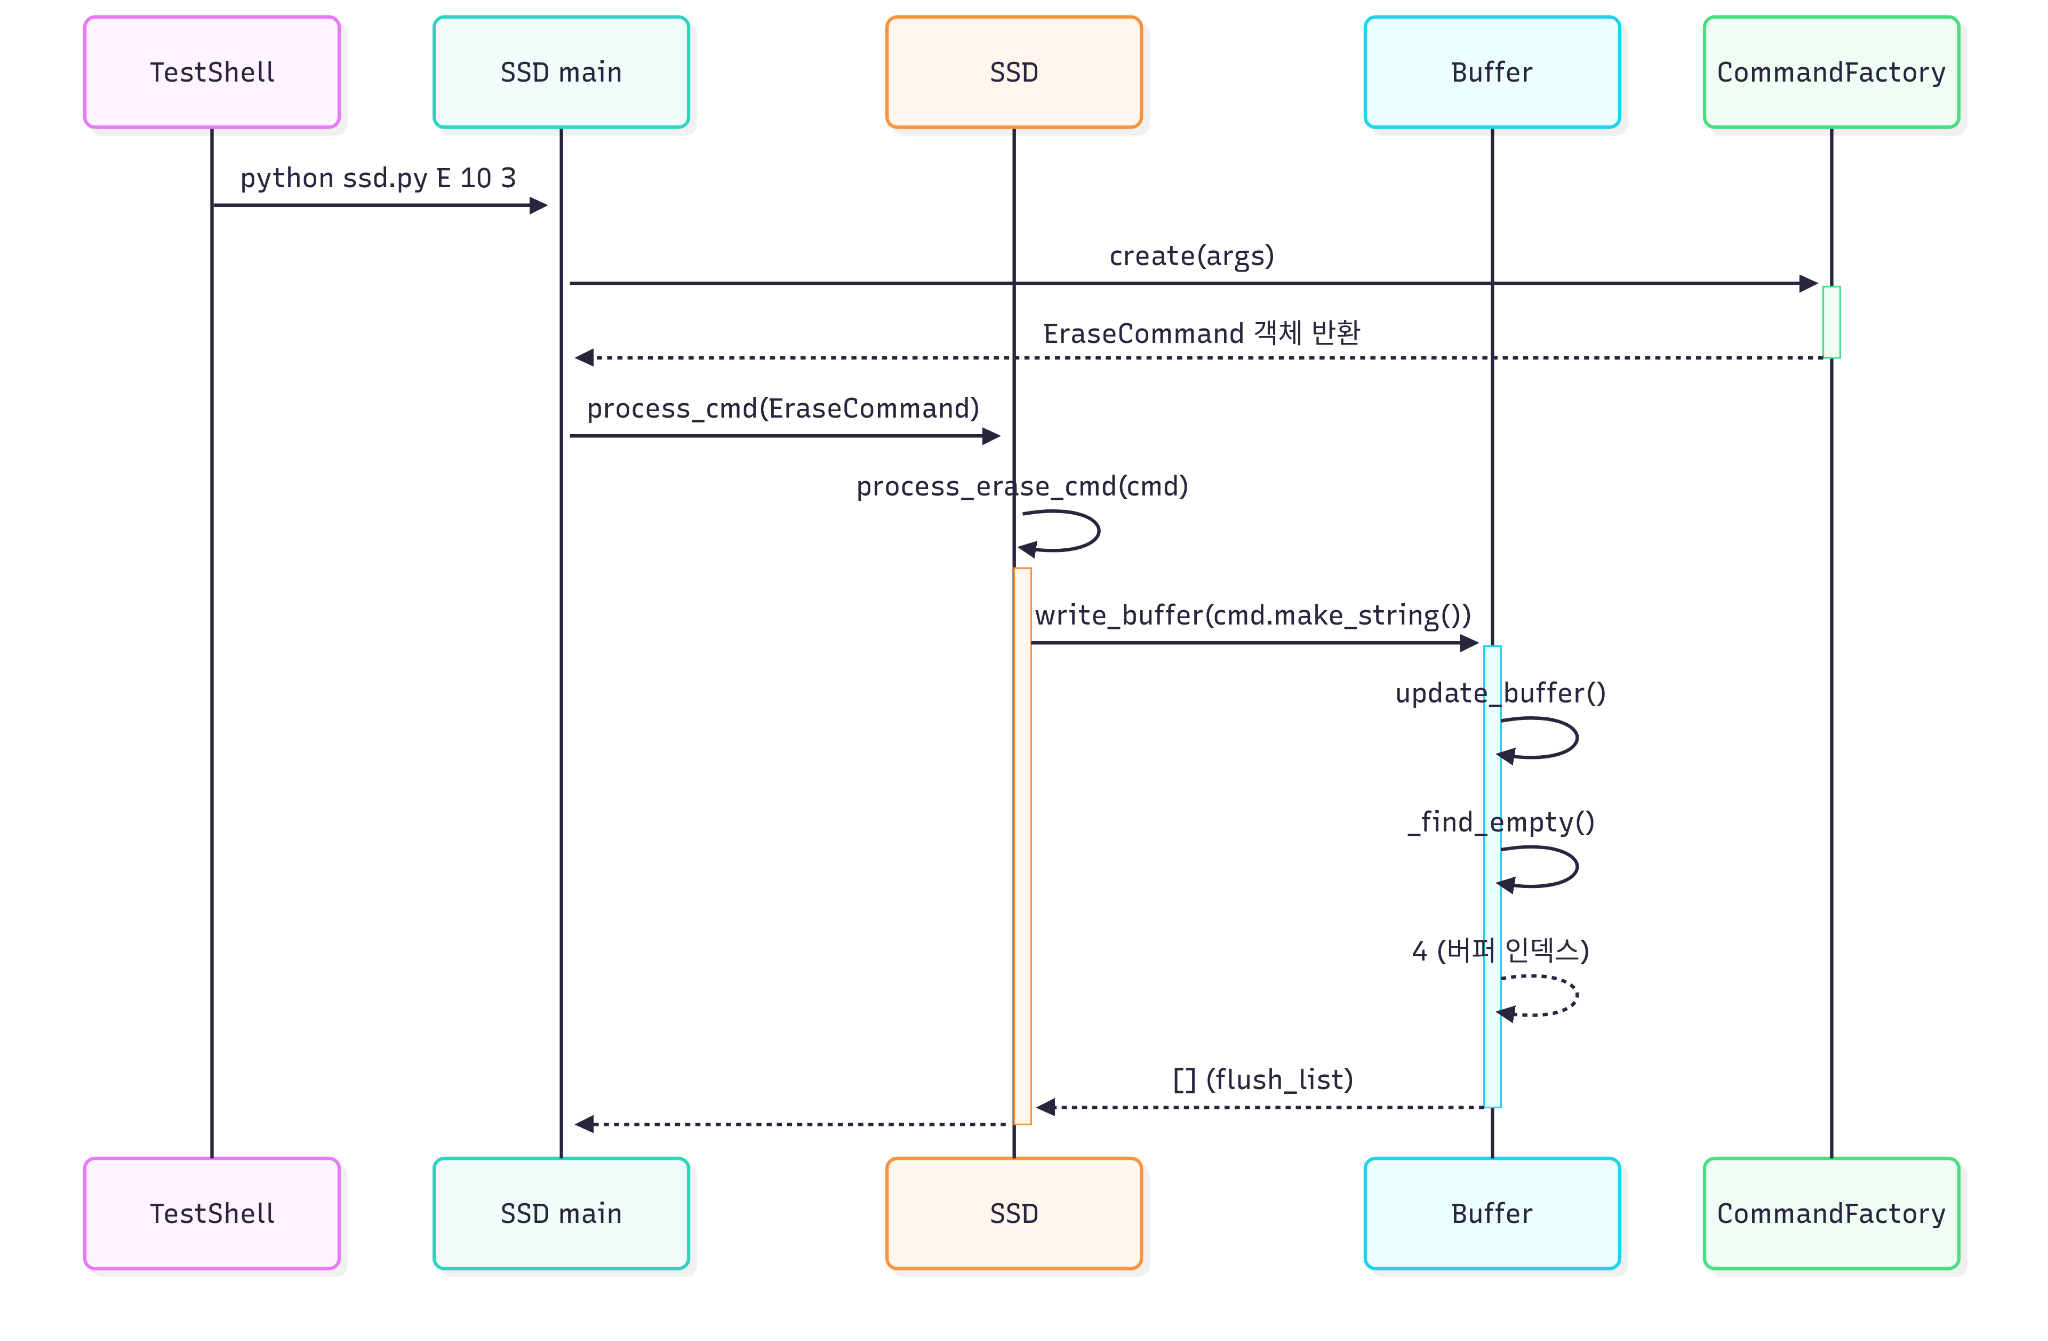 TestShell
SSD main
SSD
Buffer
CommandFactory
python ssd.py E 10 3
create(args)
EraseCommand 객체 반환
process_cmd(EraseCommand)
process_erase_cmd(cmd)
write_buffer(cmd.make_string())
update_buffer()
_find_empty()
4 (버퍼 인덱스)
[] (flush_list)
TestShell
SSD main
SSD
Buffer
CommandFactory